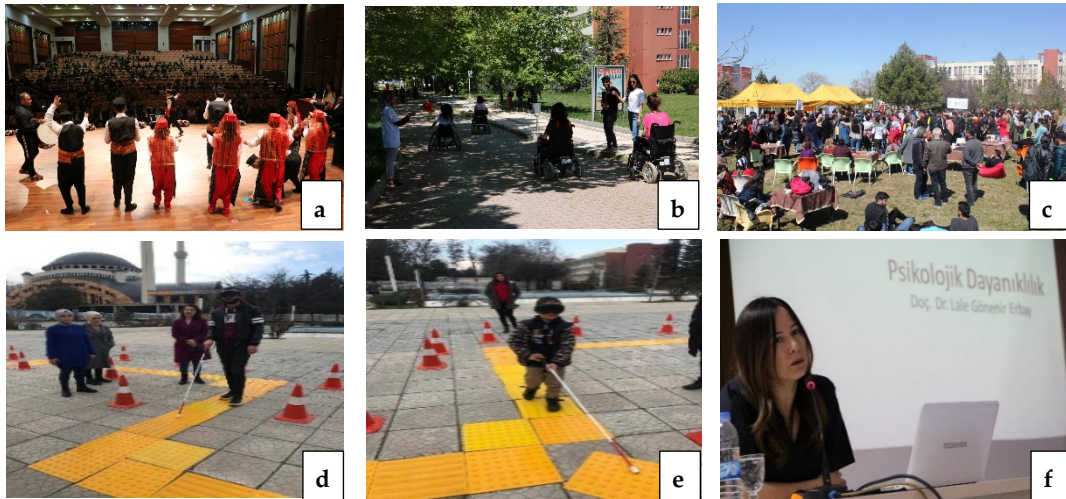 a
b
c
Psikolojik Dayanıklılık
Doç. Dr. Lale Gönenir Erbay
TOSHIBA
d
e
f